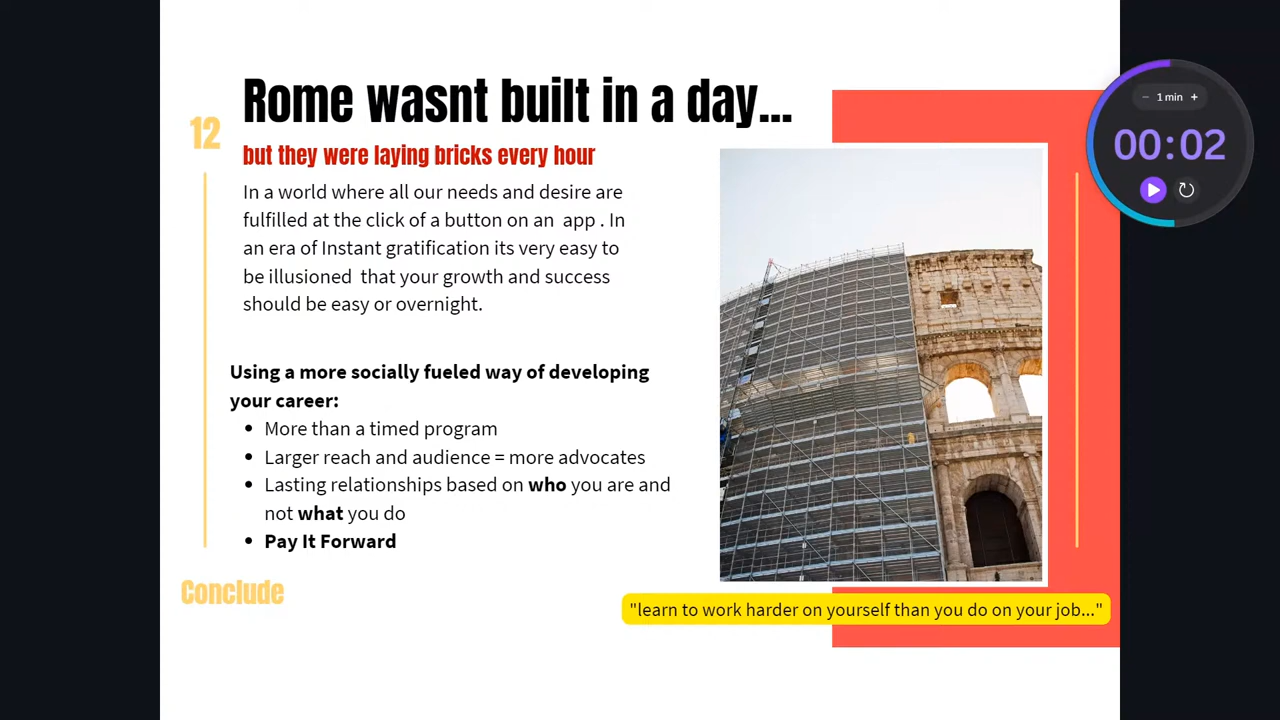 Rome wasnt built in a day...
12
but they were laying bricks every hour
In a world where all our needs and desire are
fulfilled at the click of a button on an  app . In
an era of Instant gratification its very easy to
be illusioned  that your growth and success
should be easy or overnight.
Using a more socially fueled way of developing
your career:
• More than a timed program
• Larger reach and audience = more advocates
• Lasting relationships based on who you are and
not what you do
• Pay It Forward
Conclude
"learn to work harder on yourself than you do on your job..."
− 1 min +
00:02